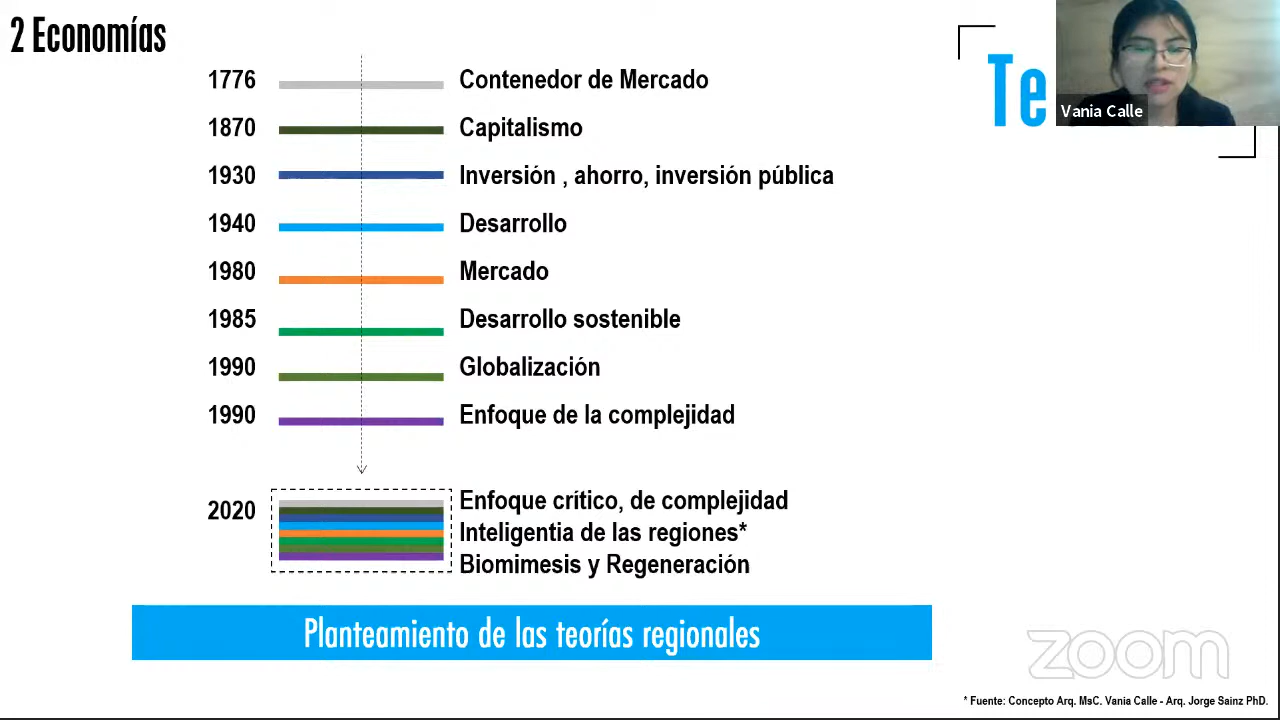 2 Economías
Te
Vania Calle
1776 Contenedor de Mercado
1870 Capitalismo
1930 Inversión , ahorro, inversión pública
1940 Desarrollo
1980 Mercado
1985 Desarrollo sostenible
1990 Globalización
1990 Enfoque de la complejidad
2020 Enfoque crítico, de complejidad
Inteligentia de las regiones*
Biomimesis y Regeneración
Planteamiento de las teorías regionales
zoom
* Fuente: Concepto Arq. MsC. Vania Calle - Arq. Jorge Sainz PhD.